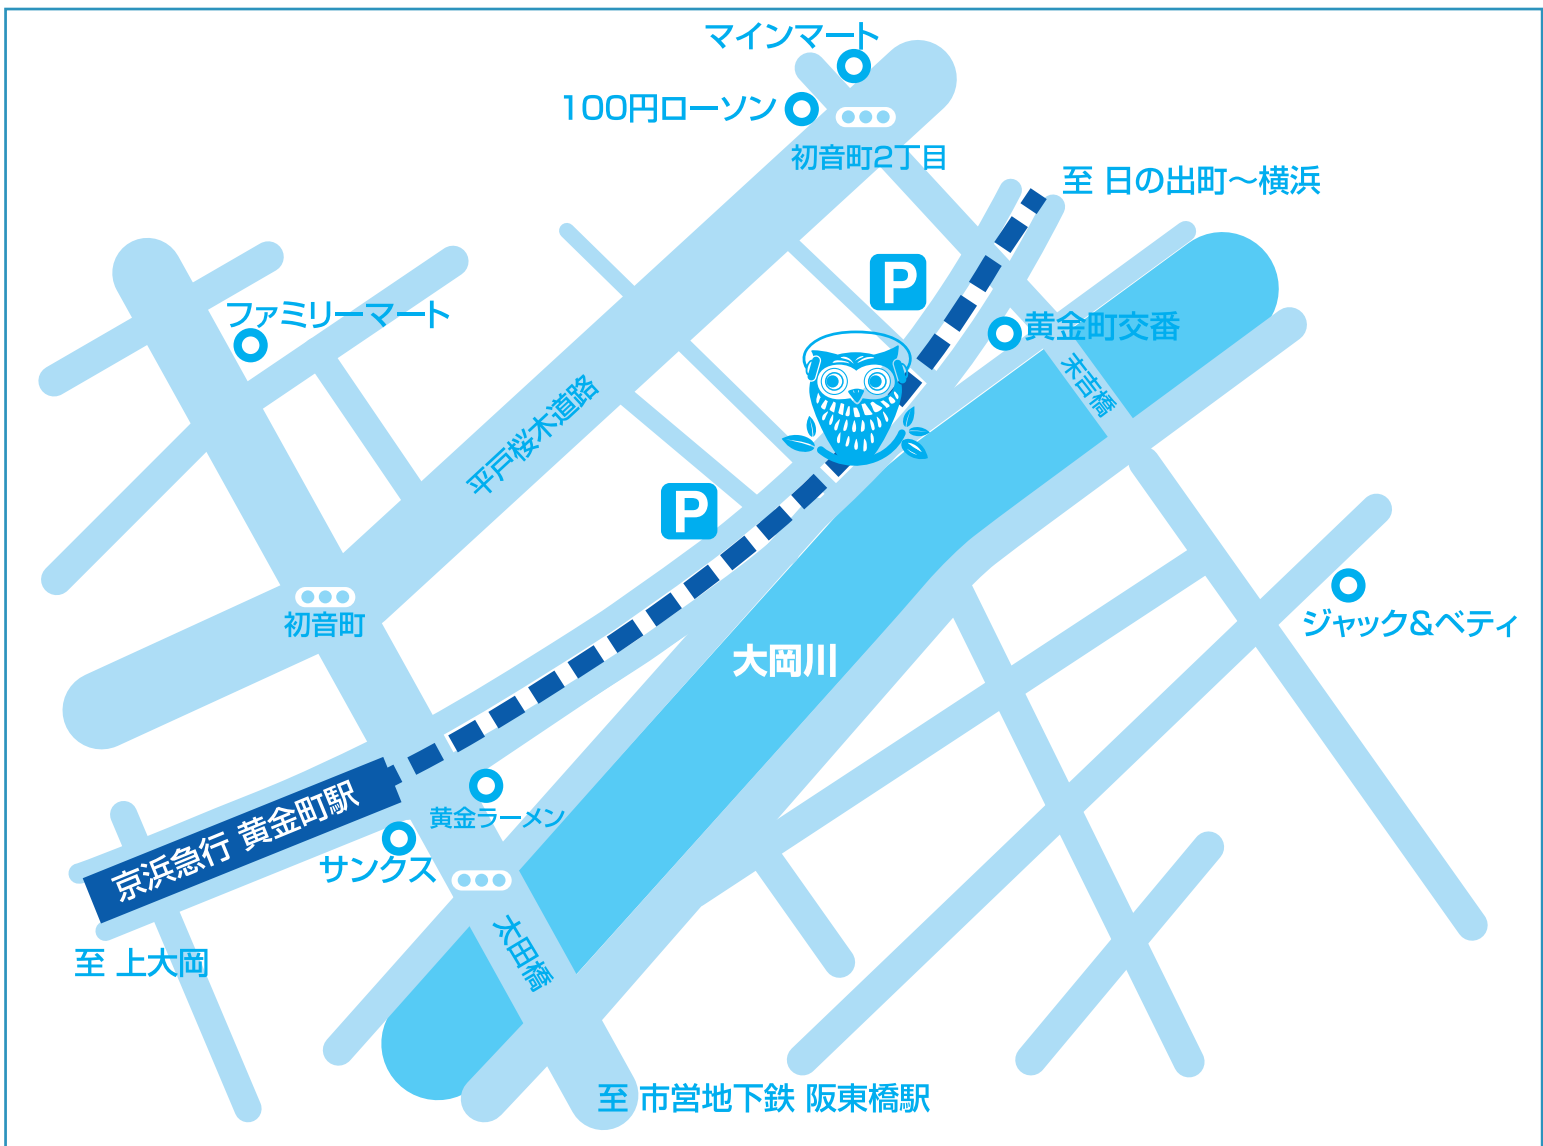 マインマート
100円ローソン
初音町2丁目
至 日の出町～横浜
P
ファミリーマート
黄金町交番
末吉橋
平戸桜木道路
P
ジャック&ベティ
初音町
大岡川
黄金ラーメン
京浜急行 黄金町駅
サンクス
太田橋
至 上大岡
至 市営地下鉄 阪東橋駅